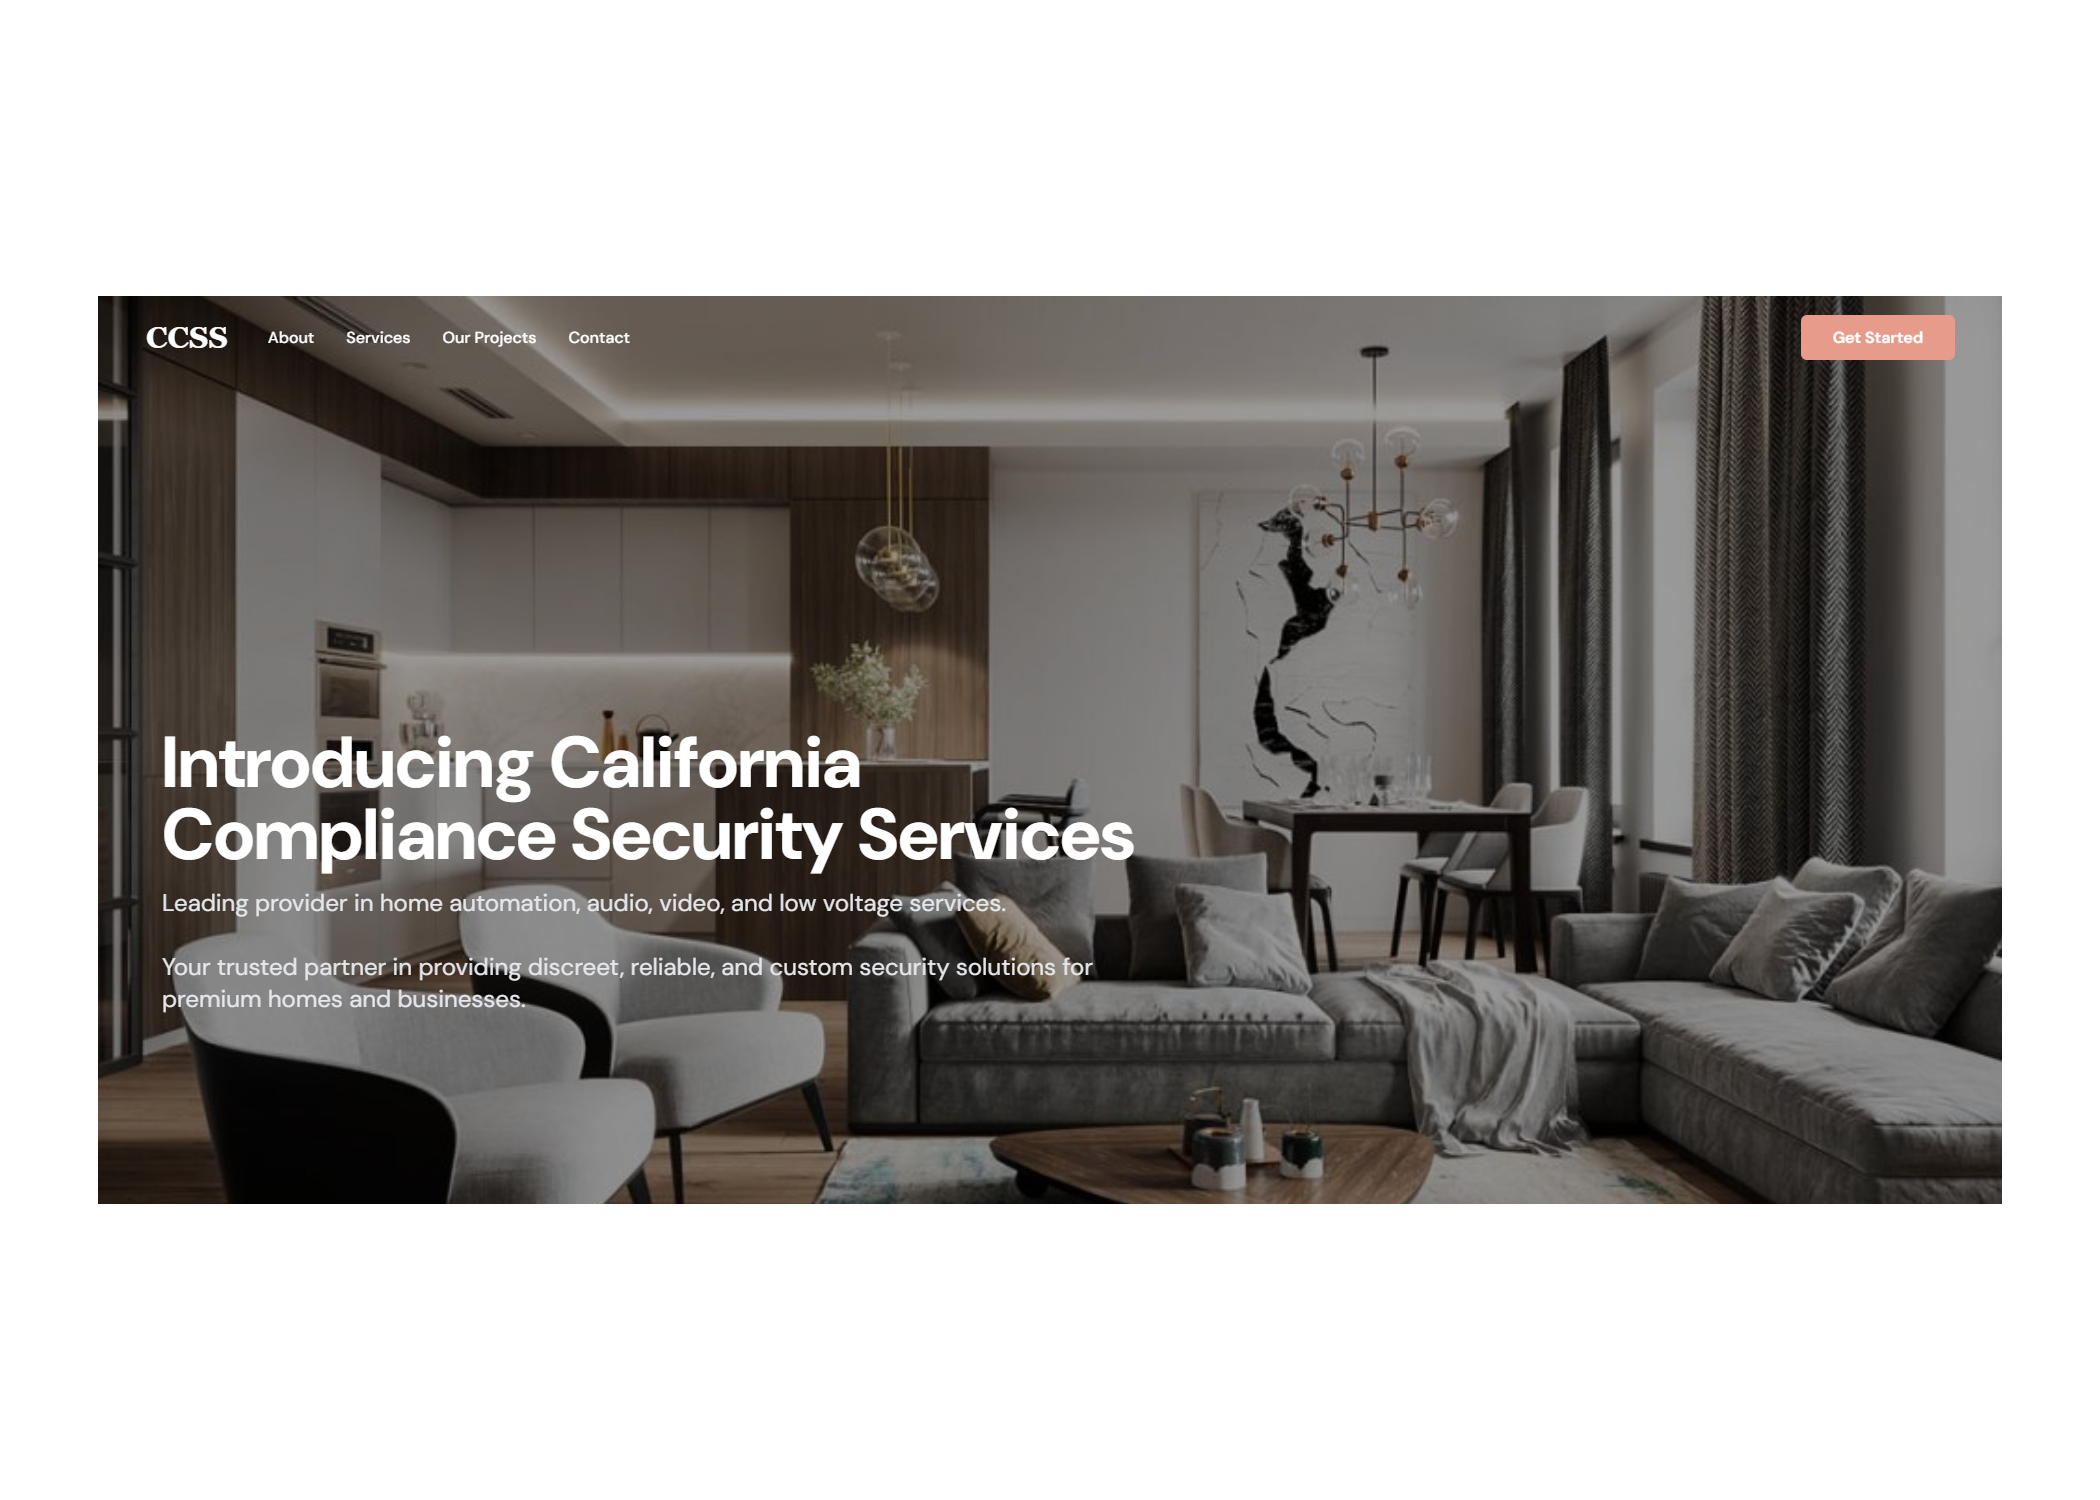 CCSS
About
Services
Our Projects
Contact
Get Started
Introducing California
Compliance Security Services
Leading provider in home automation, audio, video, and low voltage services.
Your trusted partner in providing discreet, reliable, and custom security solutions for
premium homes and businesses.